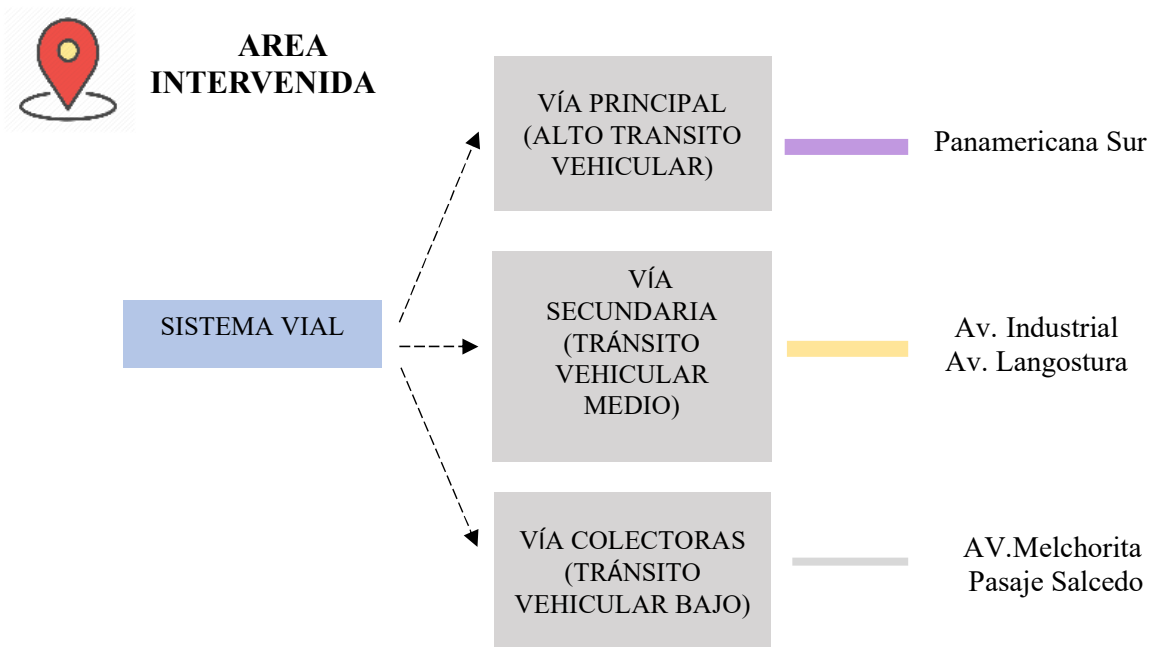 AREA
INTERVENIDA
SISTEMA VIAL
VÍA PRINCIPAL
(ALTO TRANSITO
VEHICULAR)
Panamericana Sur
VÍA
SECUNDARIA
(TRÁNSITO
VEHICULAR
MEDIO)
Av. Industrial
Av. Langostura
VÍA COLECTORAS
(TRÁNSITO
VEHICULAR BAJO)
AV.Melchorita
Pasaje Salcedo